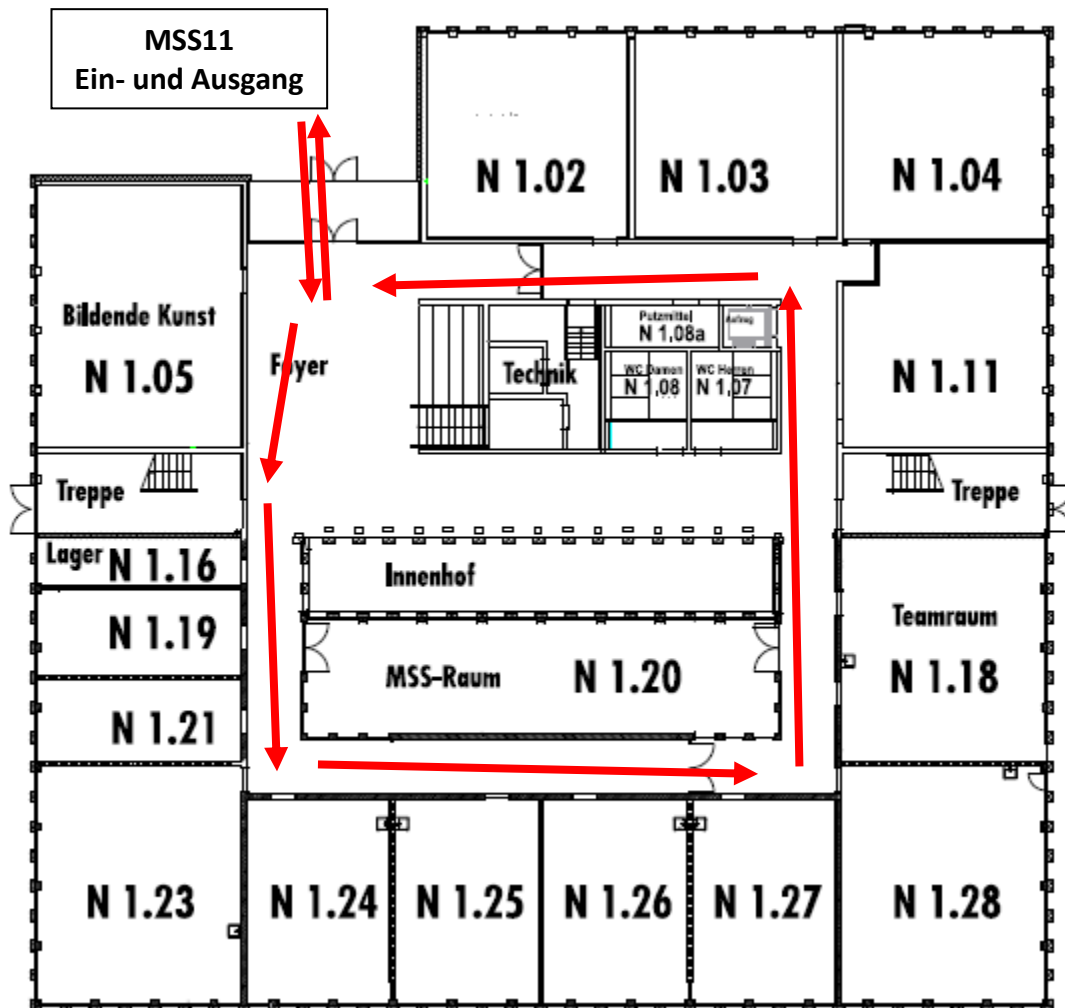 MSS11
Ein- und Ausgang
N 1.02
N 1.03
N 1.04
Bildende Kunst
N 1.05
Foyer
Technik
Putzmittel
N 1,08a
Aufzug
WC Damen
N 1,08
WC Herren
N 1,07
N 1.11
Treppe
Treppe
Lager N 1.16
Innenhof
N 1.19
Teamraum
N 1.18
MSS-Raum N 1.20
N 1.21
N 1.23
N 1.24
N 1.25
N 1.26
N 1.27
N 1.28